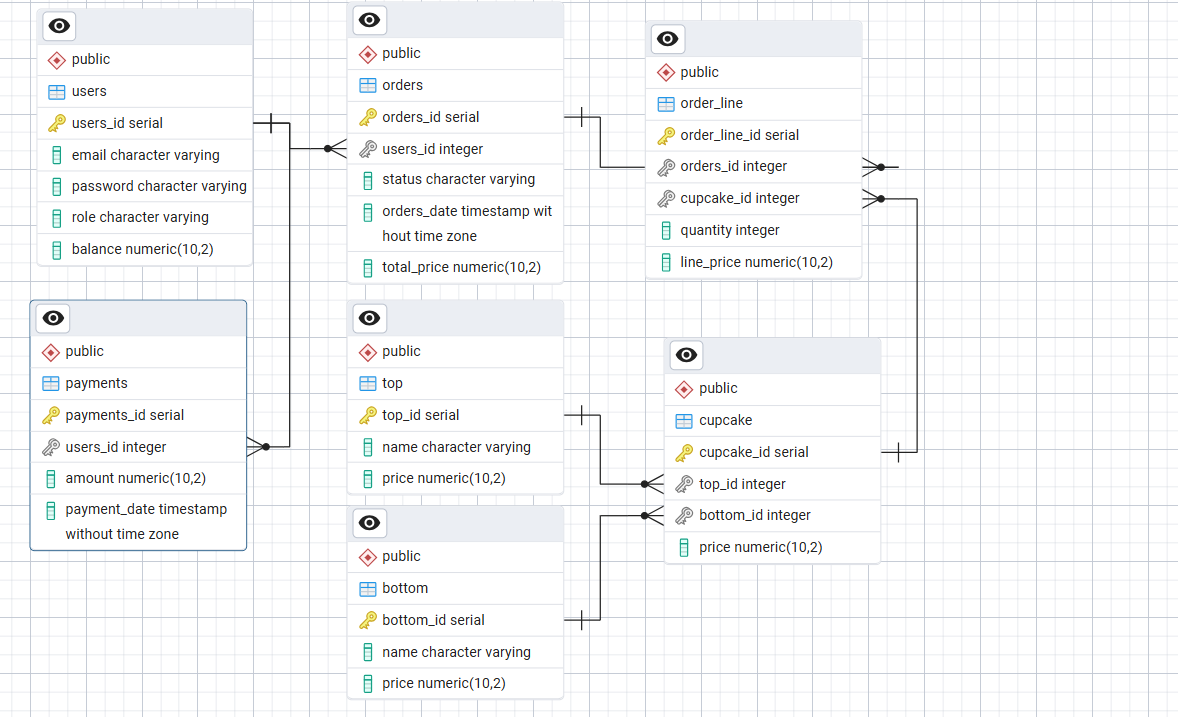 public
users
users_id serial
email character varying
password character varying
role character varying
balance numeric(10,2)
public
orders
orders_id serial
users_id integer
status character varying
orders_date timestamp wit
hout time zone
total_price numeric(10,2)
public
order_line
order_line_id serial
orders_id integer
cupcake_id integer
quantity integer
line_price numeric(10,2)
public
payments
payments_id serial
users_id integer
amount numeric(10,2)
payment_date timestamp
without time zone
public
top
top_id serial
name character varying
price numeric(10,2)
public
cupcake
cupcake_id serial
top_id integer
bottom_id integer
price numeric(10,2)
public
bottom
bottom_id serial
name character varying
price numeric(10,2)